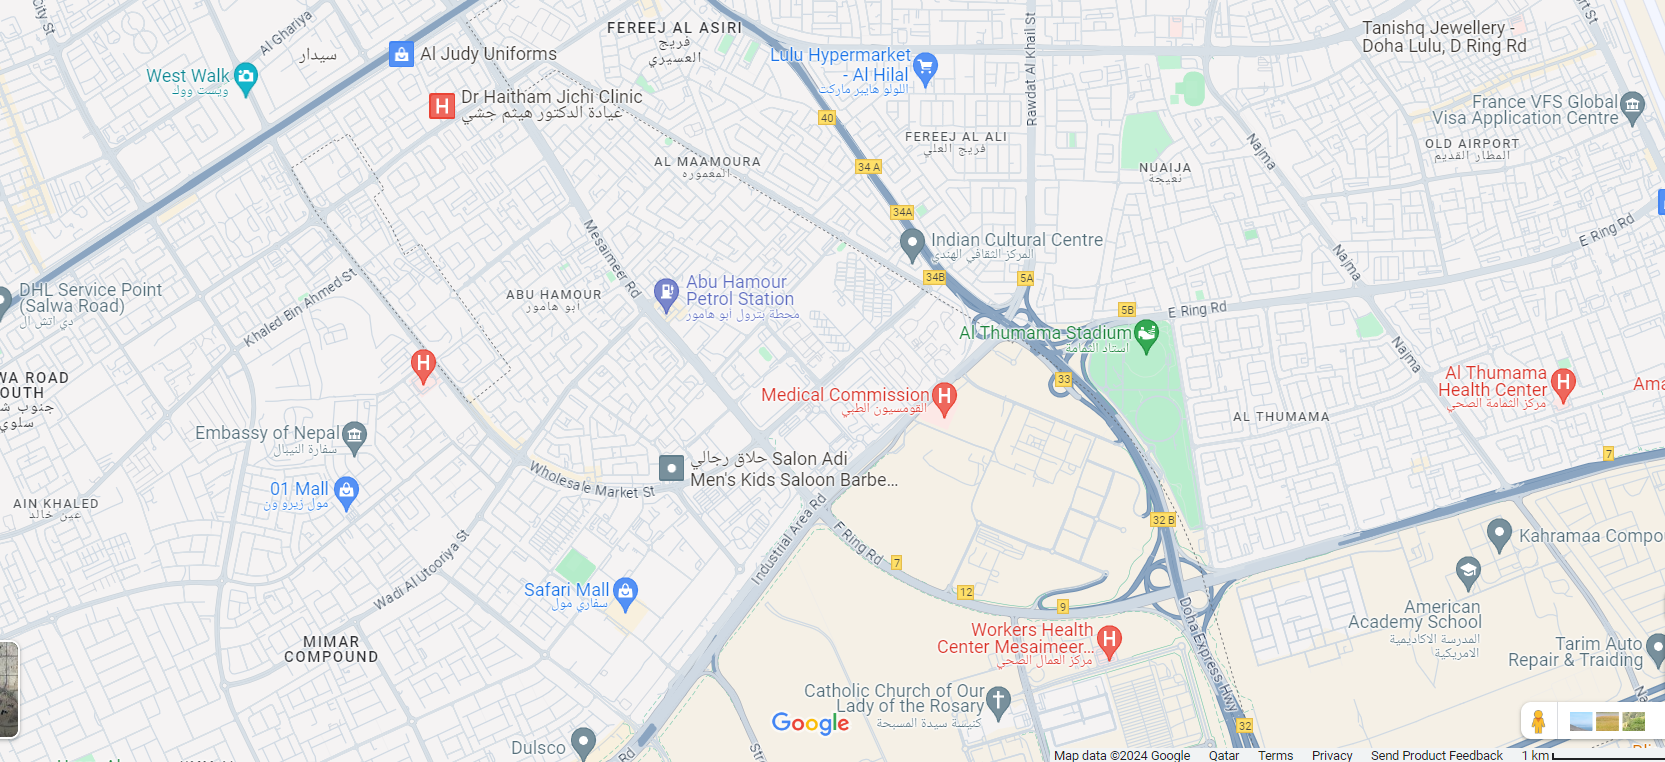 City St
Al Ghariya
سيدار
FEREEJ AL ASIRI
فريج
العسيري
Tanishq Jewellery -
Doha Lulu, D Ring Rd
Al Judy Uniforms
Lulu Hypermarket
- Al Hilal
اللولو هايبر ماركت
Rawdat Al Khail St
West Walk
ويست ووك
Dr Haitham Jichi Clinic
عيادة الدكتور هيثم جشي
40
France VFS Global
Visa Application Centre
FEREEJ AL ALI
فريج العلي
Najma
OLD AIRPORT
المطار القديم
AL MAAMOURA
المعموره
34 A
NUAIJA
نعيجة
34A
Mesaimeer Rd
Indian Cultural Centre
المركز الثقافي الهندي
E Ring Rd
Najma
34B
5A
DHL Service Point
(Salwa Road)
دي اتش ال
Khaled Bin Ahmed St
ABU HAMOUR
أبو هامور
Abu Hamour
Petrol Station
محطة بترول أبو هامور
5B
E Ring Rd
Al Thumama Stadium
استاد الثمامة
Najma
WA ROAD
OUTH
جنوب ش
سلوي
33
Medical Commission
القومسيون الطبي
Al Thumama
Health Center
مركز الثمامة الصحي
Ama
AL THUMAMA
Embassy of Nepal
سفارة النيبال
7
حلاق رجالي Salon Adi
Men's Kids Saloon Barbe...
Wholesale Market St
01 Mall
مول زيرو ون
AIN KHALED
عين خالد
Industrial Area Rd
F Ring Rd
32 B
Kahramaa Compo
Wadi Al Utooriya St
7
Safari Mall
سفاري مول
12
9
Doha Express Hwy
American
Academy School
المدرسة الاكاديمية
الامريكية
MIMAR
COMPOUND
Workers Health
Center Mesaimeer...
مركز العمال الصحي
Tarim Auto
Repair & Traiding
Catholic Church of Our
Lady of the Rosary
كنيسة سيدة المسبحة
Google
32
Dulsco
Rd
Map data ©2024 Google
Qatar
Terms
Privacy
Send Product Feedback
1 km